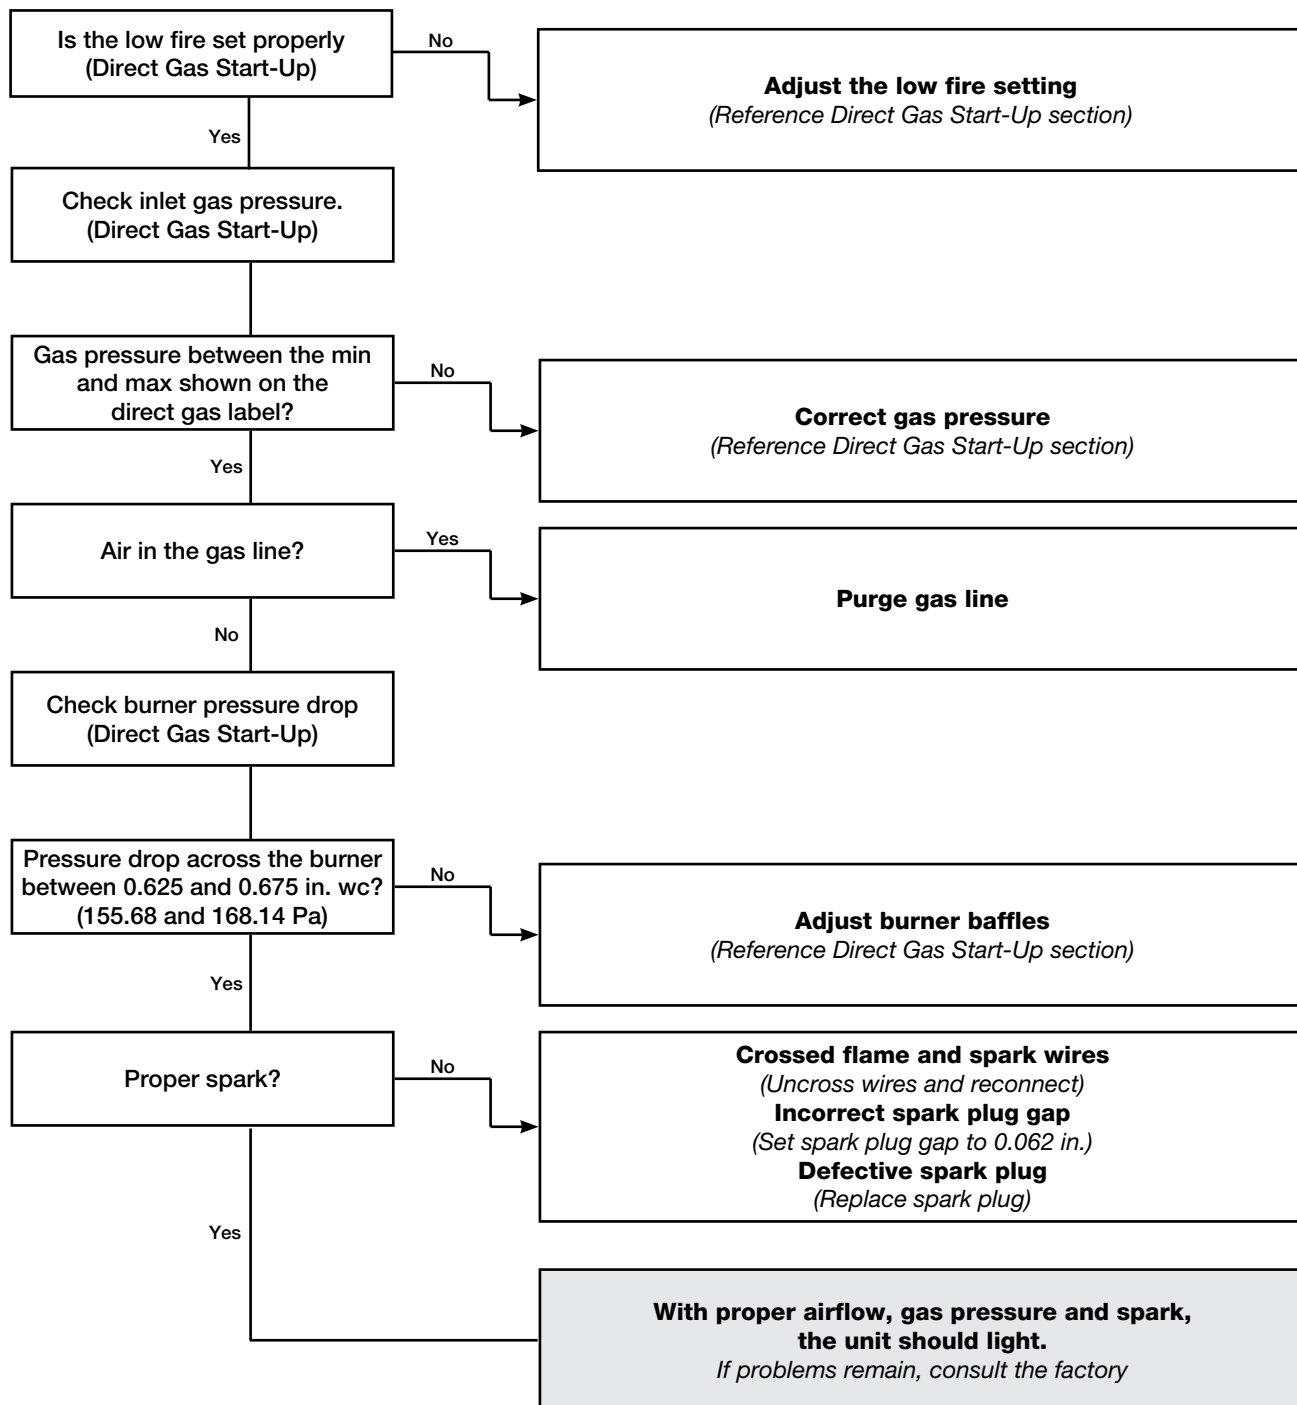 Is the low fire set properly
(Direct Gas Start-Up)
No
Adjust the low fire setting
(Reference Direct Gas Start-Up section)
Yes
Check inlet gas pressure.
(Direct Gas Start-Up)
Gas pressure between the min
and max shown on the
direct gas label?
No
Correct gas pressure
(Reference Direct Gas Start-Up section)
Yes
Air in the gas line?
Yes
Purge gas line
No
Check burner pressure drop
(Direct Gas Start-Up)
Pressure drop across the burner
between 0.625 and 0.675 in. wc?
(155.68 and 168.14 Pa)
No
Adjust burner baffles
(Reference Direct Gas Start-Up section)
Yes
Proper spark?
No
Crossed flame and spark wires
(Uncross wires and reconnect)
Incorrect spark plug gap
(Set spark plug gap to 0.062 in.)
Defective spark plug
(Replace spark plug)
Yes
With proper airflow, gas pressure and spark,
the unit should light.
If problems remain, consult the factory